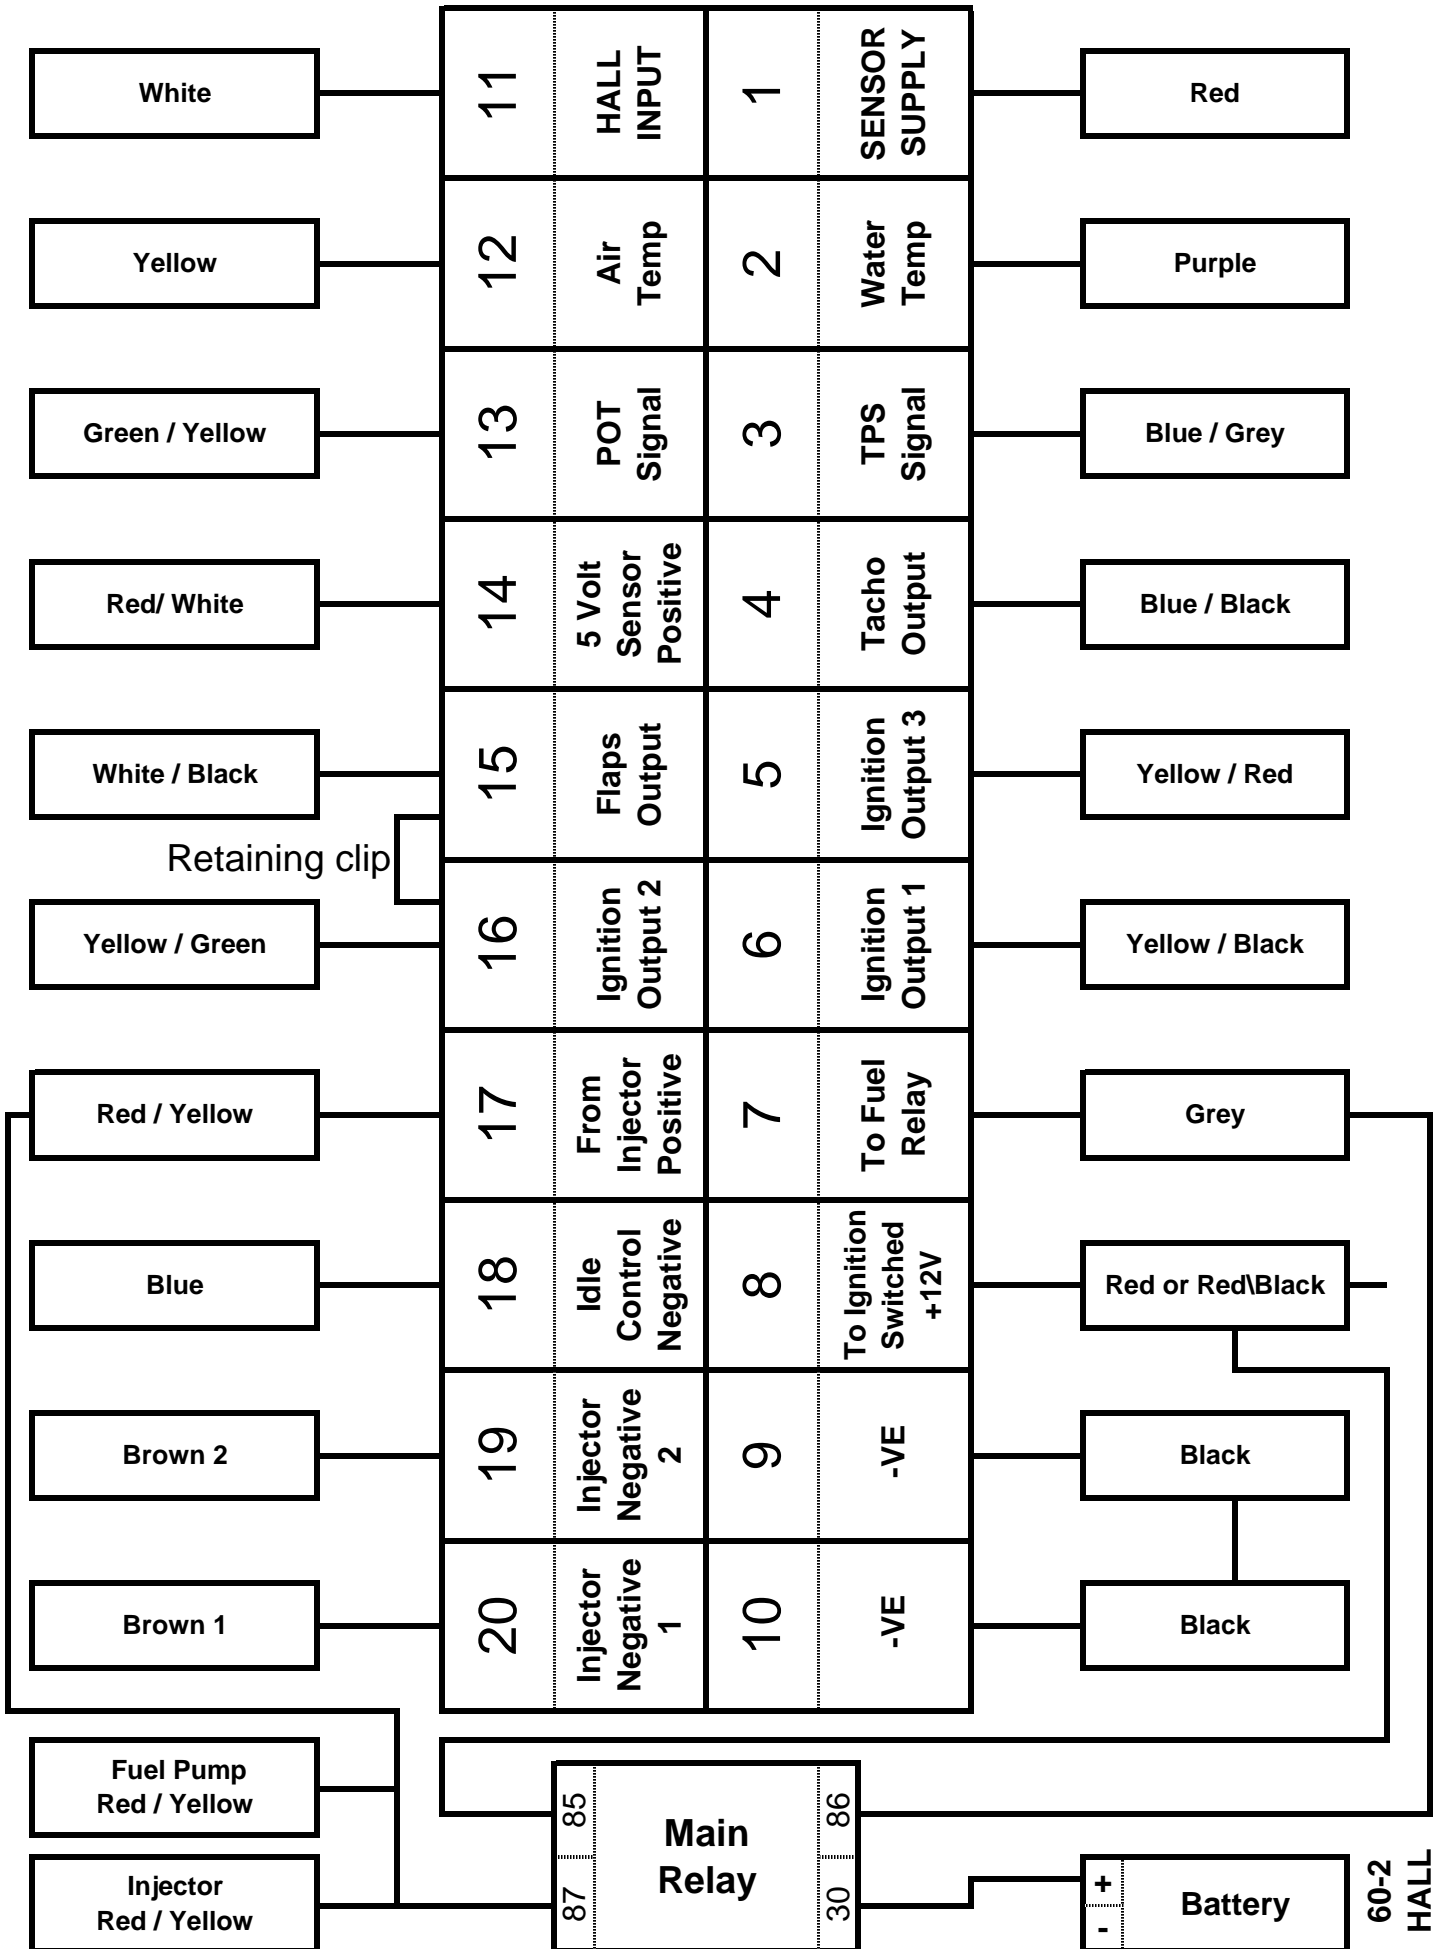 White
11
HALL
INPUT
1
SENSOR
SUPPLY
Red
Yellow
12
Air
Temp
2
Water
Temp
Purple
Green / Yellow
13
POT
Signal
3
TPS
Signal
Blue / Grey
Red/ White
14
5 Volt
Sensor
Positive
4
Tacho
Output
Blue / Black
White / Black
15
Flaps
Output
5
Ignition
Output 3
Yellow / Red
Retaining clip
Yellow / Green
16
Ignition
Output 2
6
Ignition
Output 1
Yellow / Black
Red / Yellow
17
From
Injector
Positive
7
To Fuel
Relay
Grey
Blue
18
Idle
Control
Negative
8
To Ignition
Switched
+12V
Red or Red\Black
Brown 2
19
Injector
Negative
2
9
-VE
Black
Brown 1
20
Injector
Negative
1
10
-VE
Black
Fuel Pump
Red / Yellow
Injector
Red / Yellow
85
87
Main
Relay
86
30
+
-
Battery
60-2
HALL